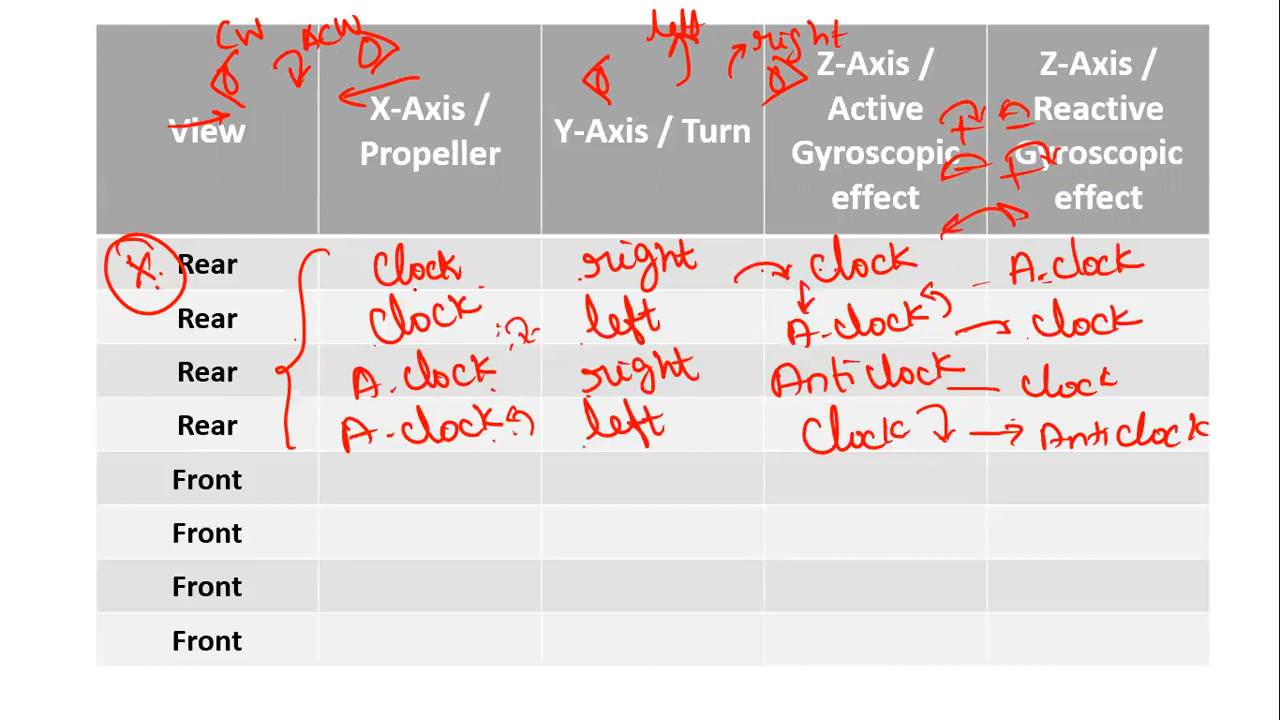 CW ACW left right
View X-Axis / Propeller Y-Axis / Turn Z-Axis / Active Gyroscopic effect Z-Axis / Reactive Gyroscopic effect
+ -
- +
X. Rear clock right clock A.clock
Rear clock left A.clock clock
Rear A.clock right Anticlock clock
Rear A.clock left Clock Anticlock
Front
Front
Front
Front